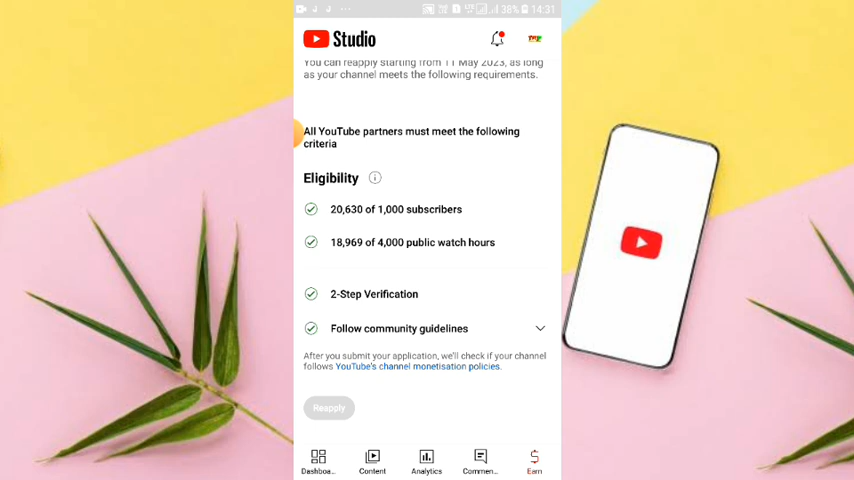 38% 14:31
Studio
You can reapply starting from 11 May 2023, as long
as your channel meets the following requirements.
All YouTube partners must meet the following
criteria
Eligibility
20,630 of 1,000 subscribers
18,969 of 4,000 public watch hours
2-Step Verification
Follow community guidelines
After you submit your application, we'll check if your channel
follows YouTube's channel monetisation policies.
Reapply
Dashboa... Content Analytics Commen... Earn